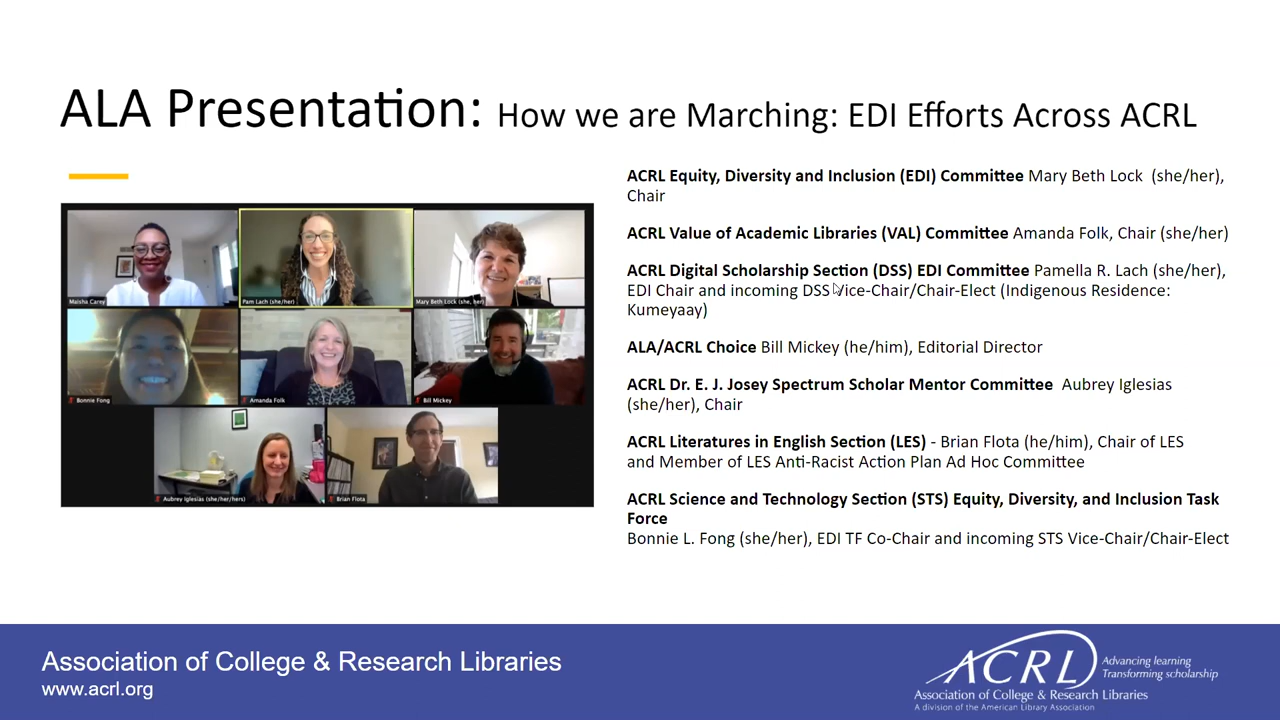 ALA Presentation: How we are Marching: EDI Efforts Across ACRL
Maisha Carey
Pam Lach (she/her)
Mary Beth Lock (she, her)
Bonnie Fong
Amanda Folk
Bill Mickey
Aubrey Iglesias (she/her/hers)
Brian Flota
ACRL Equity, Diversity and Inclusion (EDI) Committee Mary Beth Lock (she/her),
Chair
ACRL Value of Academic Libraries (VAL) Committee Amanda Folk, Chair (she/her)
ACRL Digital Scholarship Section (DSS) EDI Committee Pamella R. Lach (she/her),
EDI Chair and incoming DSS Vice-Chair/Chair-Elect (Indigenous Residence:
Kumeyaay)
ALA/ACRL Choice Bill Mickey (he/him), Editorial Director
ACRL Dr. E. J. Josey Spectrum Scholar Mentor Committee Aubrey Iglesias
(she/her), Chair
ACRL Literatures in English Section (LES) - Brian Flota (he/him), Chair of LES
and Member of LES Anti-Racist Action Plan Ad Hoc Committee
ACRL Science and Technology Section (STS) Equity, Diversity, and Inclusion Task
Force
Bonnie L. Fong (she/her), EDI TF Co-Chair and incoming STS Vice-Chair/Chair-Elect
Association of College & Research Libraries
www.acrl.org
ACRL
Advancing learning
Transforming scholarship
Association of College & Research Libraries
A division of the American Library Association